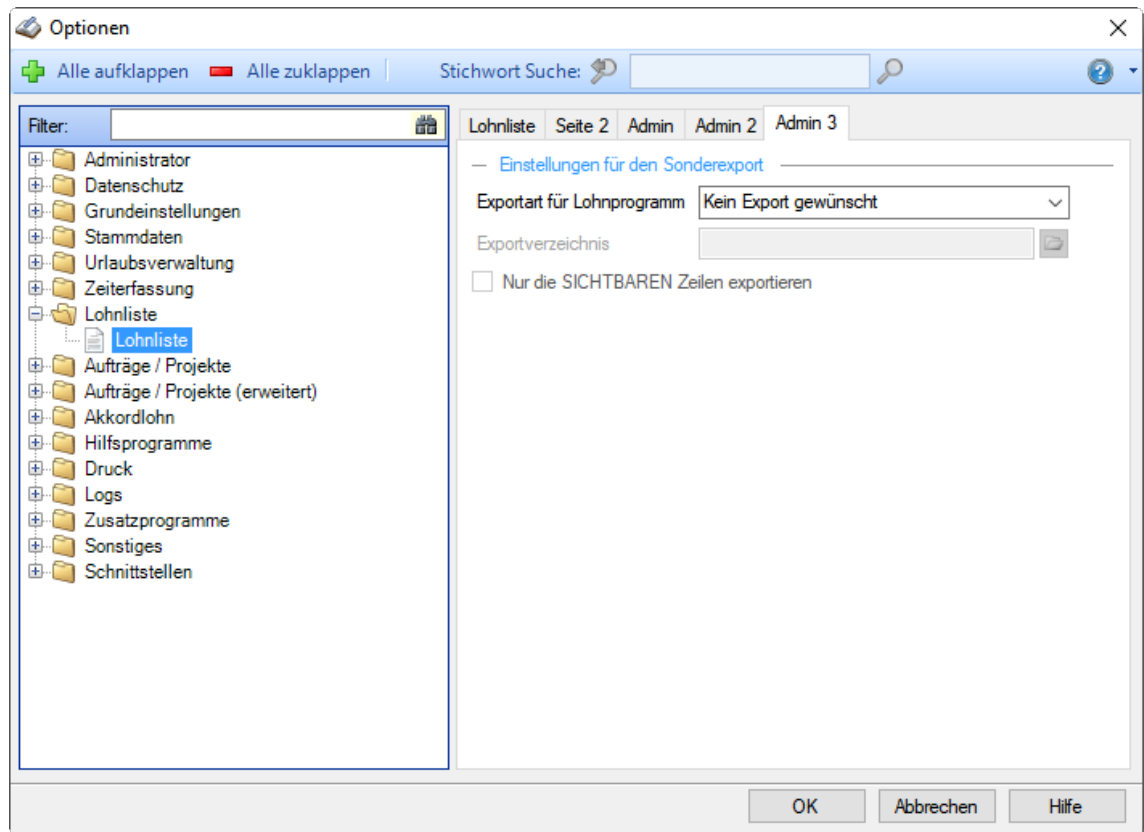 Optionen
Alle aufklappen Alle zuklappen Stichwort Suche:
Filter:
Administrator
Datenschutz
Grundeinstellungen
Stammdaten
Urlaubsverwaltung
Zeiterfassung
Lohnliste
Lohnliste
Aufträge / Projekte
Aufträge / Projekte (erweitert)
Akkordlohn
Hilfsprogramme
Druck
Logs
Zusatzprogramme
Sonstiges
Schnittstellen
Lohnliste Seite 2 Admin Admin 2 Admin 3
Einstellungen für den Sonderexport
Exportart für Lohnprogramm Kein Export gewünscht
Exportverzeichnis
Nur die SICHTBAREN Zeilen exportieren
OK Abbrechen Hilfe